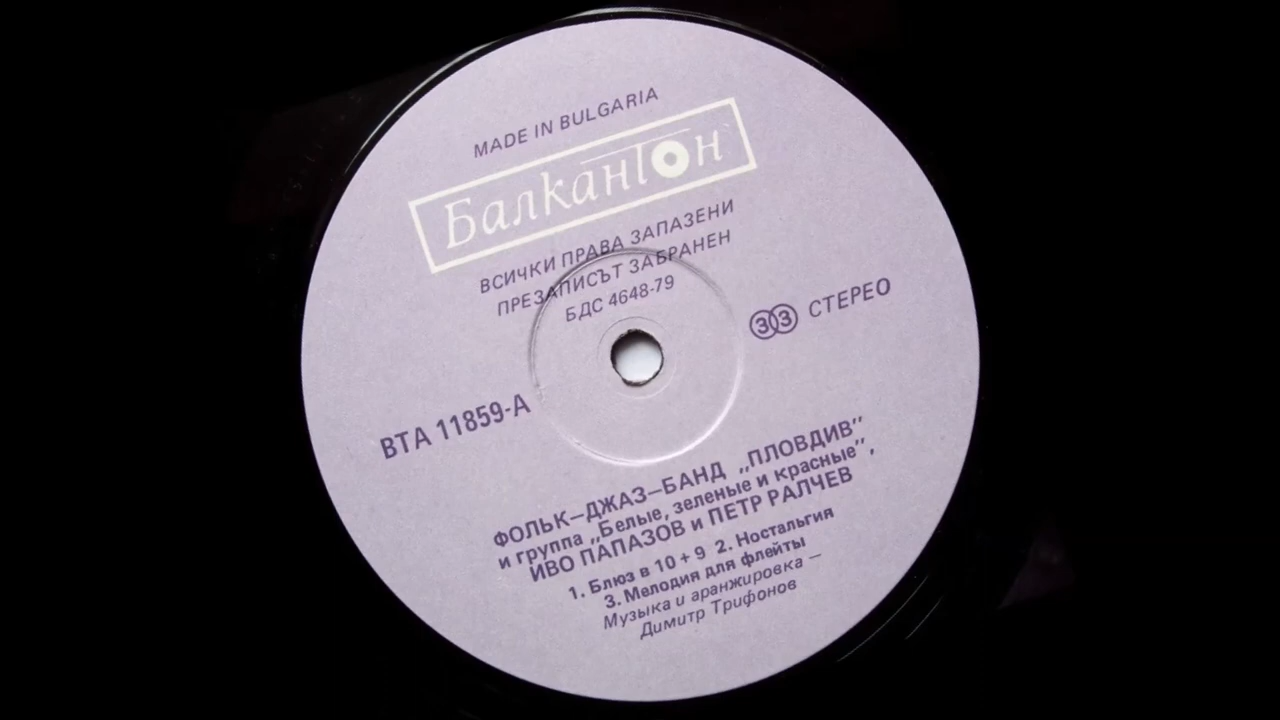 MADE IN BULGARIA
Балкантон
ВСИЧКИ ПРАВА ЗАПАЗЕНИ
ПРЕЗАПИСЪТ ЗАБРАНЕН
БДС 4648-79
33 СТЕРЕО
ВТА 11859-А
ФОЛЬК–ДЖАЗ–БАНД „ПЛОВДИВ”
и группа „Белые, зеленые и красные”,
ИВО ПАПАЗОВ и ПЕТР РАЛЧЕВ
1. Блюз в 10 + 9 2. Ностальгия
3. Мелодия для флейты
Музыка и аранжировка –
Димитр Трифонов